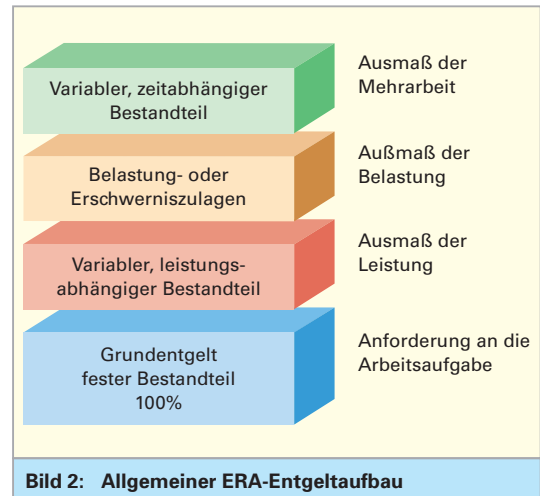 Variabler, zeitabhängiger
Bestandteil
Ausmaß der
Mehrarbeit
Belastung- oder
Erschwerniszulagen
Außmaß der
Belastung
Variabler, leistungs-
abhängiger Bestandteil
Ausmaß der
Leistung
Grundentgelt
fester Bestandteil
100%
Anforderung an die
Arbeitsaufgabe
Bild 2: Allgemeiner ERA-Entgeltaufbau